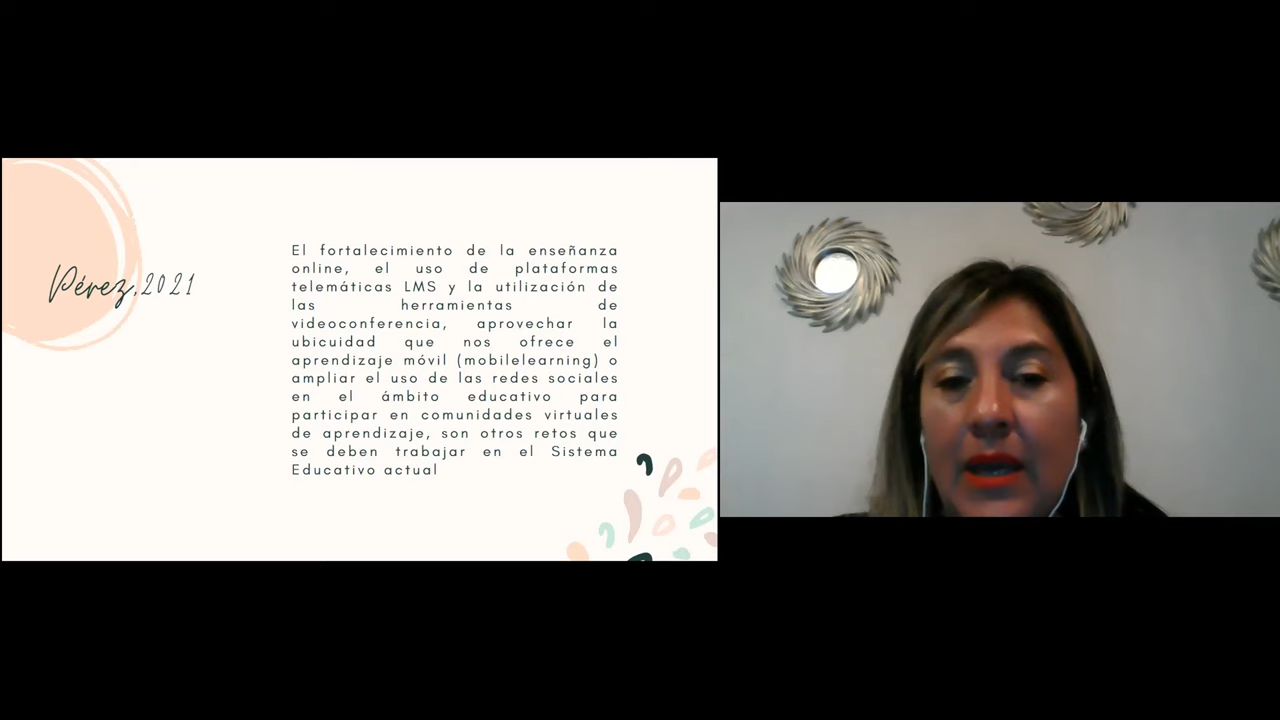 Pérez,2021
El fortalecimiento de la enseñanza
online, el uso de plataformas
telemáticas LMS y la utilización de
las herramientas de
videoconferencia, aprovechar la
ubicuidad que nos ofrece el
aprendizaje móvil (mobilelearning) o
ampliar el uso de las redes sociales
en el ámbito educativo para
participar en comunidades virtuales
de aprendizaje, son otros retos que
se deben trabajar en el Sistema
Educativo actual